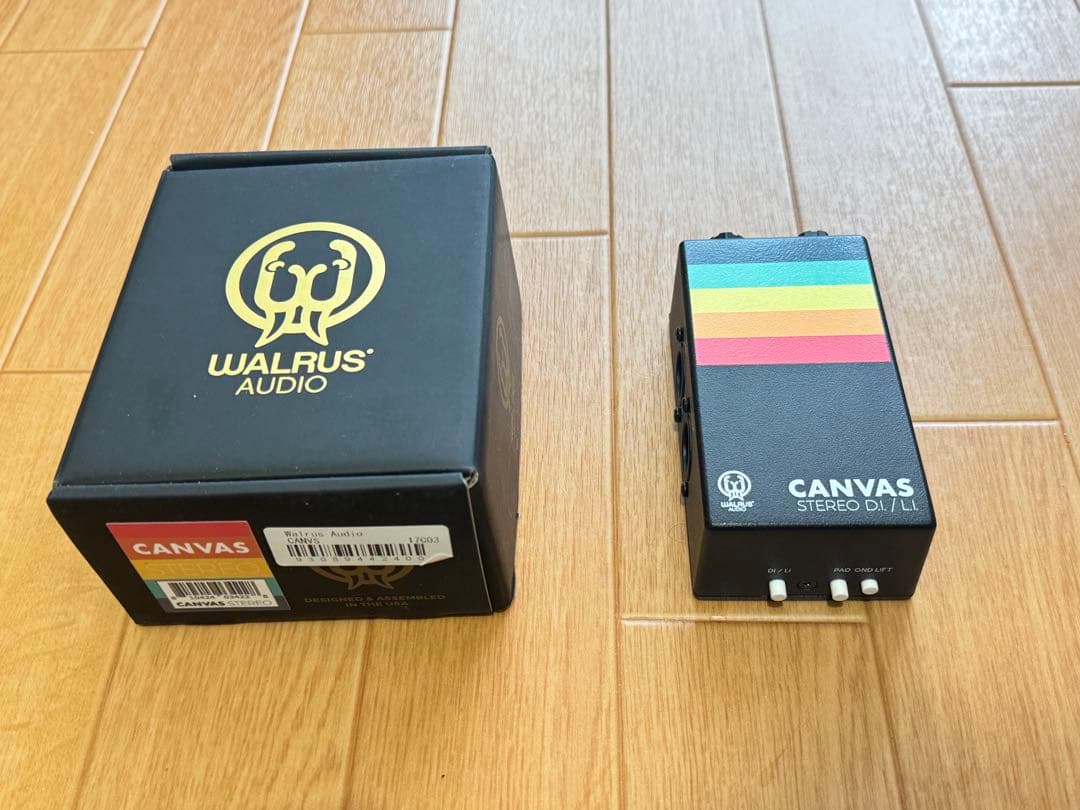 WALRUS
AUDIO
CANVAS
STEREO
CANVAS STEREO
Walrus Audio
CANVS 17G03
DESIGNED & ASSEMBLED
IN THE USA
WALRUS
AUDIO
CANVAS
STEREO D.I. / L.I.
DI / LI
PAD GND LIFT